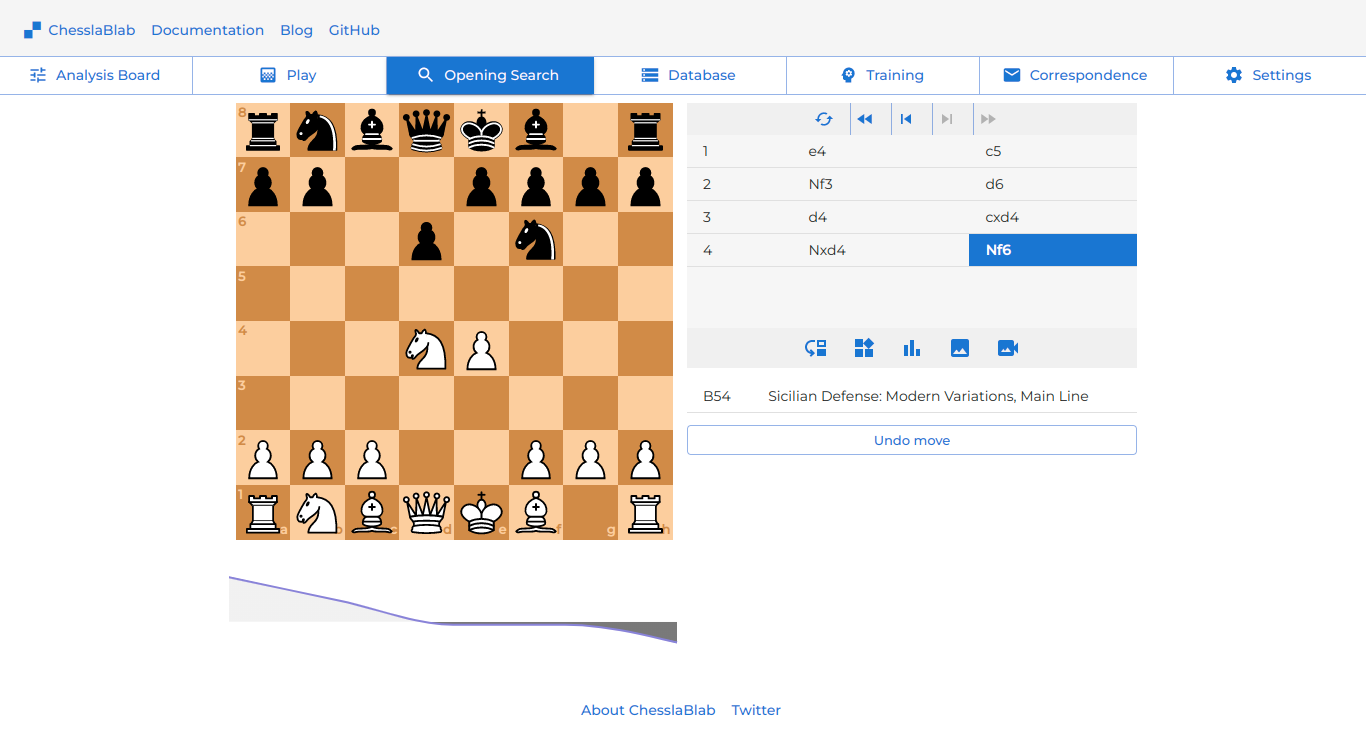 ChesslaBlab Documentation Blog GitHub
Analysis Board Play Opening Search Database Training Correspondence Settings
8
7
6
5
4
3
2
1
a b c d e f g h
1 e4 c5
2 Nf3 d6
3 d4 cxd4
4 Nxd4 Nf6
B54 Sicilian Defense: Modern Variations, Main Line
Undo move
About ChesslaBlab Twitter